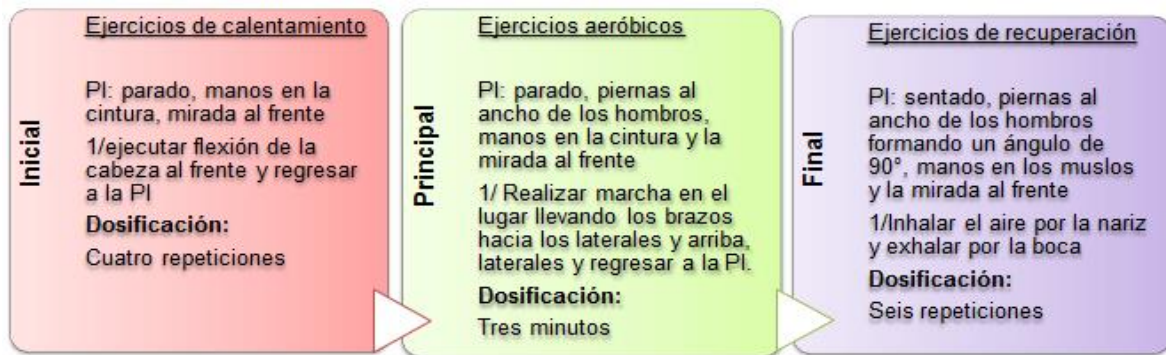 Inicial
Ejercicios de calentamiento
PI: parado, manos en la
cintura, mirada al frente
1/ejecutar flexión de la
cabeza al frente y regresar
a la PI
Dosificación:
Cuatro repeticiones
Principal
Ejercicios aeróbicos
PI: parado, piernas al
ancho de los hombros,
manos en la cintura y la
mirada al frente
1/ Realizar marcha en el
lugar llevando los brazos
hacia los laterales y arriba,
laterales y regresar a la PI.
Dosificación:
Tres minutos
Final
Ejercicios de recuperación
PI: sentado, piernas al
ancho de los hombros
formando un ángulo de
90°, manos en los muslos
y la mirada al frente
1/Inhalar el aire por la nariz
y exhalar por la boca
Dosificación:
Seis repeticiones